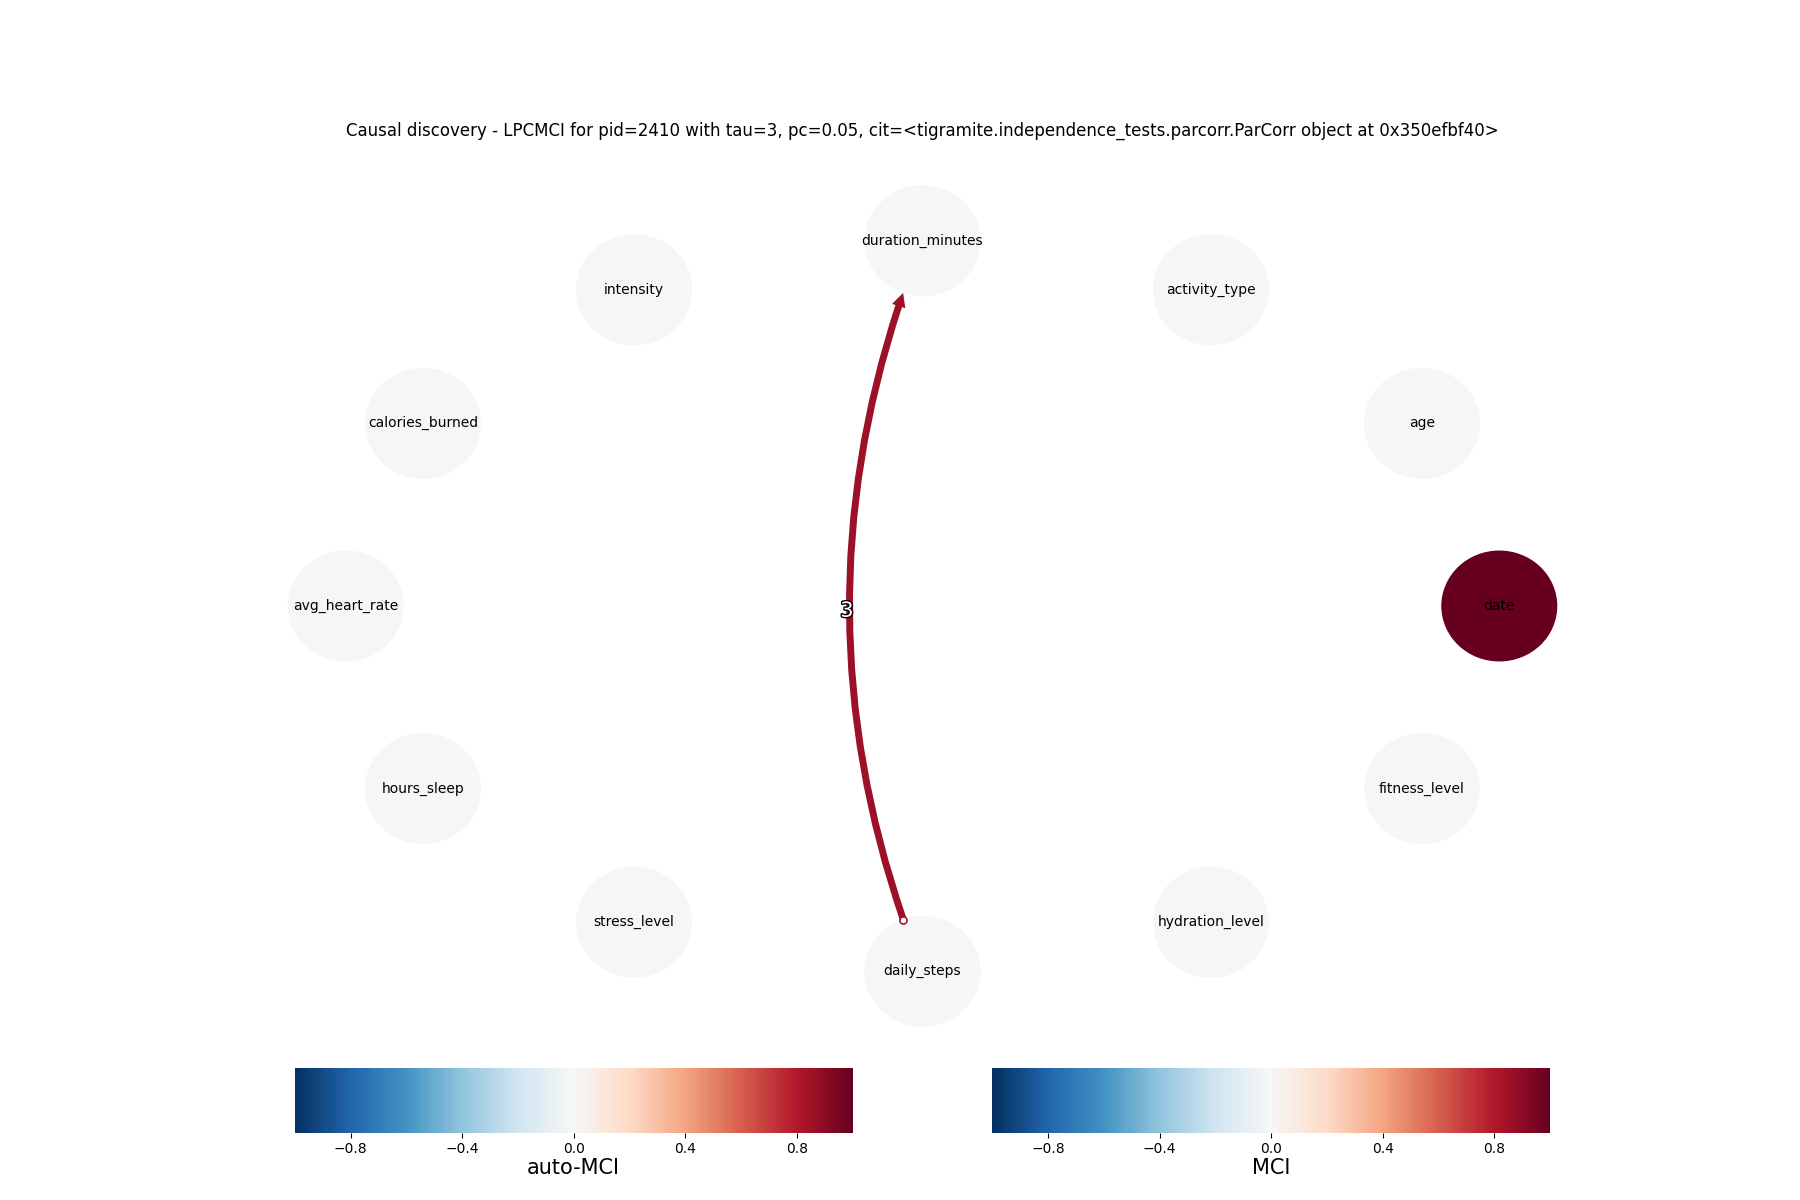 Causal discovery - LPCMCI for pid=2410 with tau=3, pc=0.05, cit=<tigramite.independence_tests.parcorr.ParCorr object at 0x350efbf40>
duration_minutes
intensity
activity_type
calories_burned
age
avg_heart_rate
3
date
hours_sleep
fitness_level
stress_level
hydration_level
daily_steps
−0.8 −0.4 0.0 0.4 0.8
auto-MCI
−0.8 −0.4 0.0 0.4 0.8
MCI